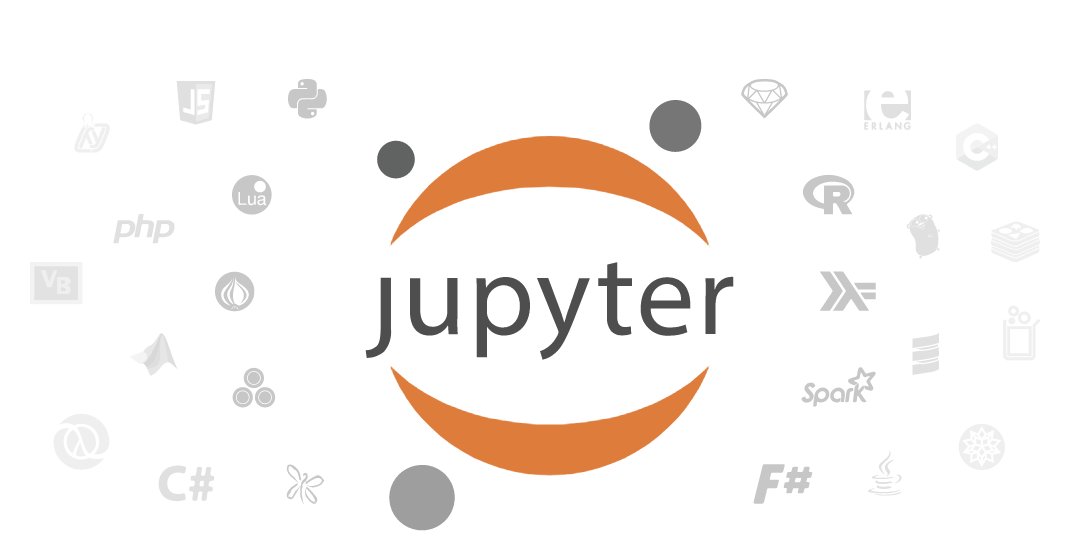 JS
Lua
php
VB
C#
jupyter
R
e
ERLANG
C++
Spark
F#